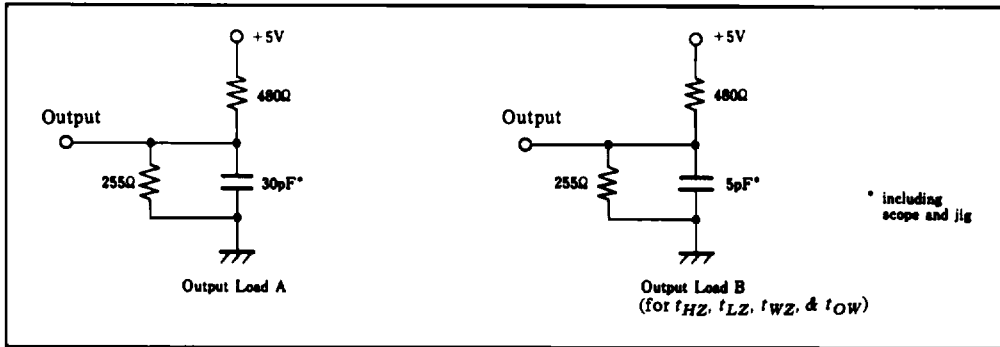 +5V
480Ω
Output
255Ω
30pF*
Output Load A
+5V
480Ω
Output
255Ω
5pF*
* including
scope and jig
Output Load B
(for tHZ, tLZ, tWZ, & tOW)